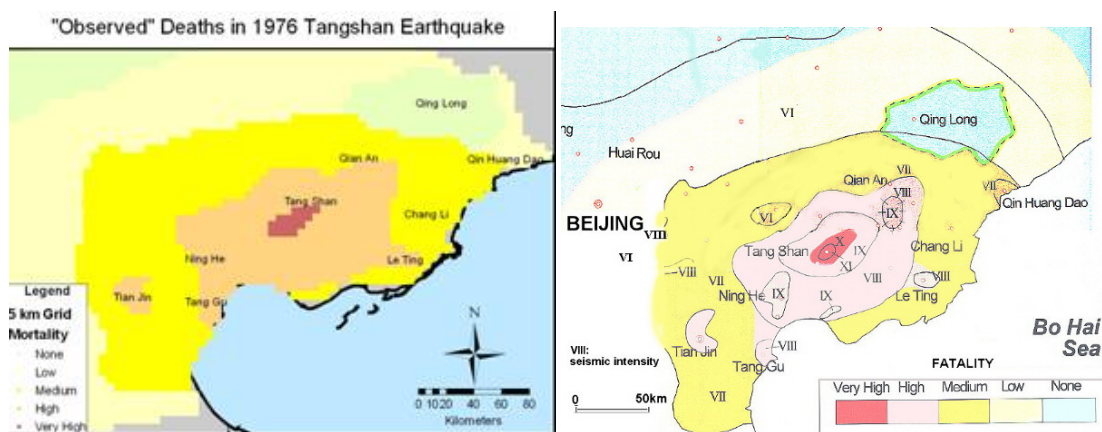 "Observed" Deaths in 1976 Tangshan Earthquake
Qing Long
Qian An
Qin Huang Dao
Tang Shan
Chang Li
Ning He
Le Ting
Tian Jin
Tang Gu
Legend
5 km Grid
Mortality
None
Low
Medium
High
Very High
N
0 10 20 40 60 80
Kilometers
VI
Qing Long
ng
Huai Rou
VII
Qian An
VIII
VII
Qin Huang Dao
IX
BEIJING
VIII
VI
VI
X
Tang Shan
IX
Chang Li
XI
VIII
VII
VIII
VIII
Ning He
IX
IX
Le Ting
Bo Hai
Sea
VIII:
seismic intensity
Tian Jin
VIII
Tang Gu
FATALITY
Very High High Medium Low None
VII
0 50km